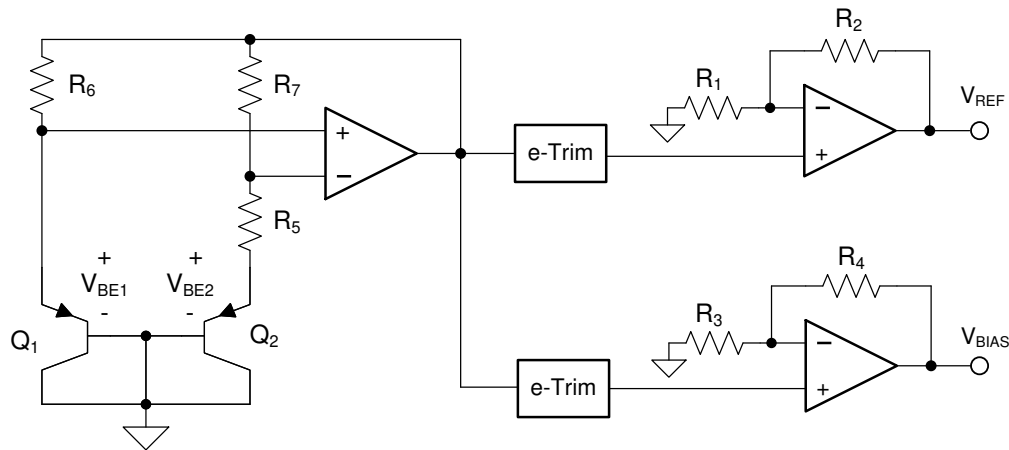 R2
R1
R6
R7
VREF
+
−
e-Trim
−
+
R5
+
+
VBE1
VBE2
-
-
R4
R3
Q1
Q2
VBIAS
−
+
e-Trim